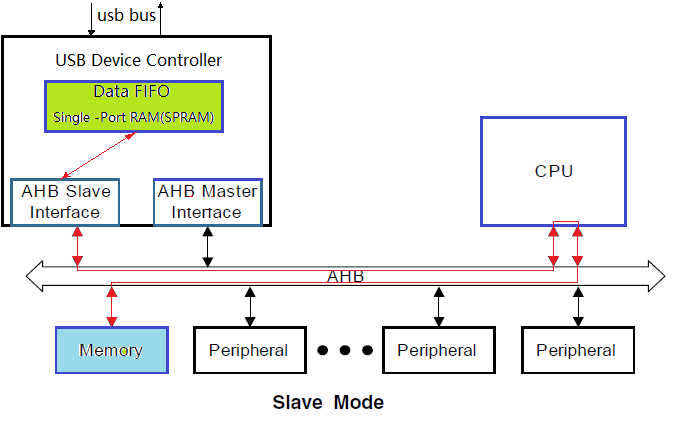 usb bus
USB Device Controller
Data FIFO
Single -Port RAM(SPRAM)
AHB Slave
Interface
AHB Master
Interface
CPU
AHB
Memory
Peripheral
Peripheral
Peripheral
Slave Mode